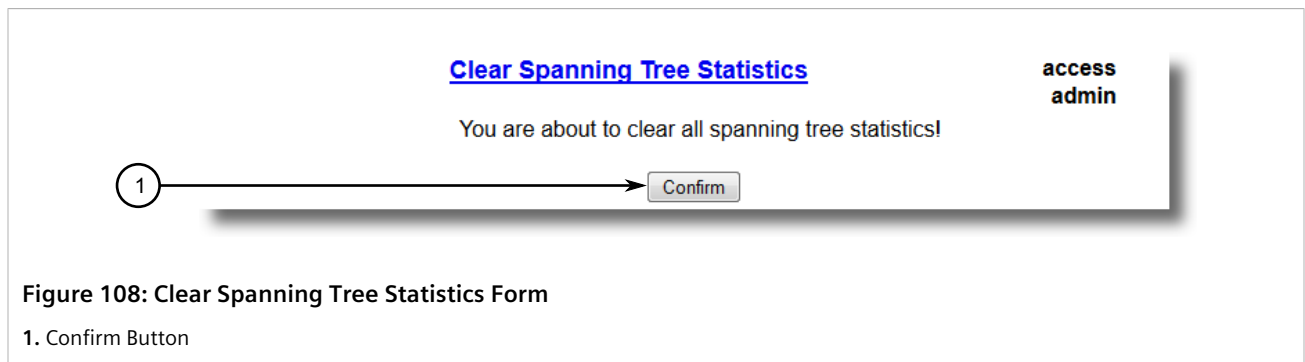 Clear Spanning Tree Statistics
access
admin
You are about to clear all spanning tree statistics!
1
Confirm
Figure 108: Clear Spanning Tree Statistics Form
1. Confirm Button